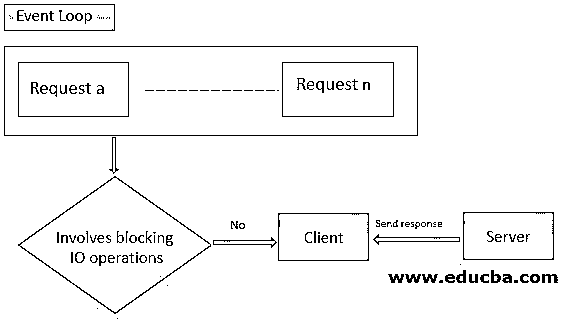 Event Loop
Request a
Request n
Involves blocking
IO operations
No
Client
Send response
Server
www.educba.com